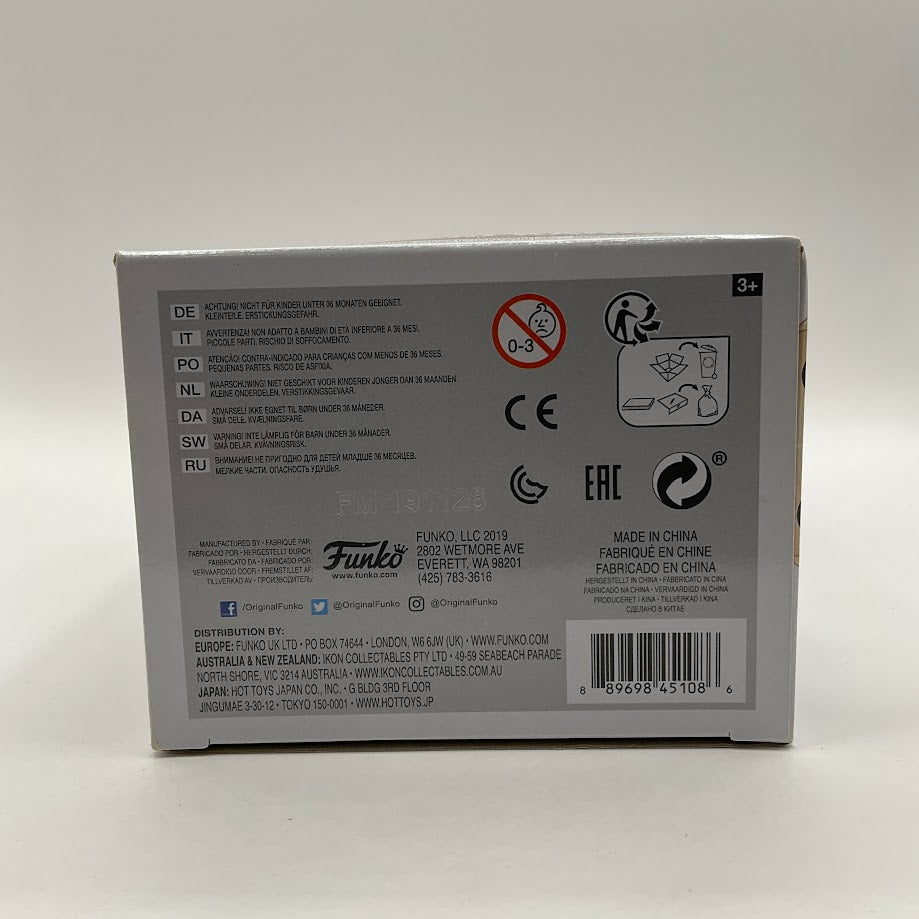 3+
DE ACHTUNG! NICHT FÜR KINDER UNTER 36 MONATEN GEEIGNET.
KLEINTEILE. ERSTICKUNGSGEFAHR.
IT AVVERTENZA! NON ADATTO A BAMBINI DI ETÀ INFERIORE A 36 MESI.
PICCOLE PARTI. RISCHIO DI SOFFOCAMENTO.
PO ATENÇÃO! CONTRA-INDICADO PARA CRIANÇAS COM MENOS DE 36 MESES.
PEQUENAS PARTES. RISCO DE ASFIXIA.
NL WAARSCHUWING! NIET GESCHIKT VOOR KINDEREN JONGER DAN 36 MAANDEN.
KLEINE ONDERDELEN. VERSTIKKINGSGEVAAR.
DA ADVARSEL! IKKE EGNET TIL BØRN UNDER 36 MÅNEDER.
SMÅ DELE. KVÆLNINGSFARE.
SW VARNING! INTE LÄMPLIG FÖR BARN UNDER 36 MÅNADER.
SMÅ DELAR. KVÄVNINGSRISK.
RU ВНИМАНИЕ! НЕ ПРИГОДНО ДЛЯ ДЕТЕЙ МЛАДШЕ 36 МЕСЯЦЕВ.
МЕЛКИЕ ЧАСТИ. ОПАСНОСТЬ УДУШЬЯ.
0-3
CE
EAC
®
FM 191126
MANUFACTURED BY • FABRIQUÉ PAR:
FABRICADO POR • HERGESTELLT DURCH:
FABBRICATO DA • FABRICADO POR:
VERVAARDIGD DOOR • FREMSTILLET AF:
TILLVERKAD AV • ПРОИЗВОДИТЕЛЬ:
Funko
www.funko.com
FUNKO, LLC 2019
2802 WETMORE AVE
EVERETT, WA 98201
(425) 783-3616
MADE IN CHINA
FABRIQUÉ EN CHINE
FABRICADO EN CHINA
HERGESTELLT IN CHINA • FABBRICATO IN CINA
FABRICADO NA CHINA • VERVAARDIGD IN CHINA
PRODUCERET I KINA • TILLVERKAD I KINA
СДЕЛАНО В КИТАЕ
/OriginalFunko @OriginalFunko @OriginalFunko
DISTRIBUTION BY:
EUROPE: FUNKO UK LTD • PO BOX 74644 • LONDON, W6 6JW (UK) • WWW.FUNKO.COM
AUSTRALIA & NEW ZEALAND: IKON COLLECTABLES PTY LTD • 49-59 SEABEACH PARADE
NORTH SHORE, VIC 3214 AUSTRALIA • WWW.IKONCOLLECTABLES.COM.AU
JAPAN: HOT TOYS JAPAN CO., INC. • G BLDG 3RD FLOOR
JINGUMAE 3-30-12 • TOKYO 150-0001 • WWW.HOTTOYS.JP
8 89698 45108 6